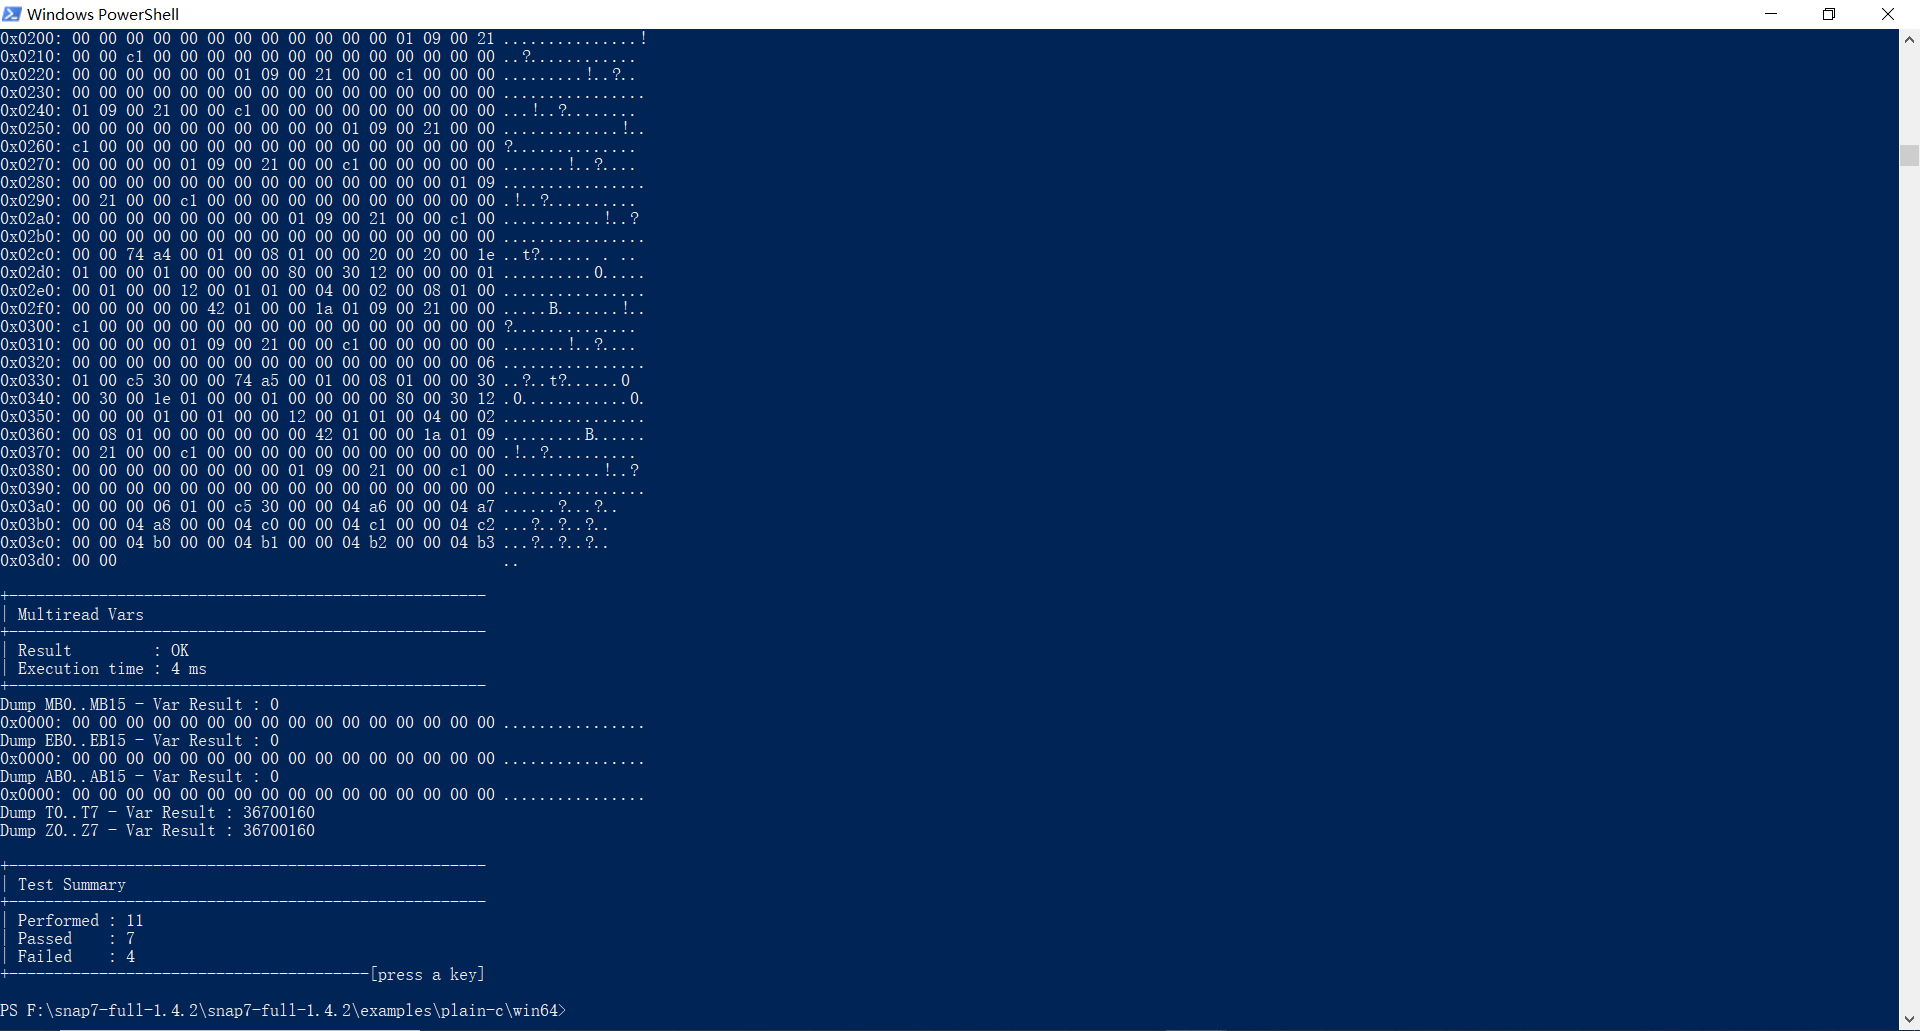 Windows PowerShell
0x0200: 00 00 00 00 00 00 00 00 00 00 00 00 01 09 00 21 ...............!
0x0210: 00 00 c1 00 00 00 00 00 00 00 00 00 00 00 00 00 ..?............
0x0220: 00 00 00 00 00 00 01 09 00 21 00 00 c1 00 00 00 .........!..?..
0x0230: 00 00 00 00 00 00 00 00 00 00 00 00 00 00 00 00 ................
0x0240: 01 09 00 21 00 00 c1 00 00 00 00 00 00 00 00 00 ...!..?........
0x0250: 00 00 00 00 00 00 00 00 00 00 01 09 00 21 00 00 .............!..
0x0260: c1 00 00 00 00 00 00 00 00 00 00 00 00 00 00 00 ?..............
0x0270: 00 00 00 00 01 09 00 21 00 00 c1 00 00 00 00 00 .......!..?....
0x0280: 00 00 00 00 00 00 00 00 00 00 00 00 00 00 01 09 ................
0x0290: 00 21 00 00 c1 00 00 00 00 00 00 00 00 00 00 00 .!..?..........
0x02a0: 00 00 00 00 00 00 00 00 01 09 00 21 00 00 c1 00 ...........!..?
0x02b0: 00 00 00 00 00 00 00 00 00 00 00 00 00 00 00 00 ................
0x02c0: 00 00 74 a4 00 01 00 08 01 00 00 20 00 20 00 1e ..t?...... . ..
0x02d0: 01 00 00 01 00 00 00 00 80 00 30 12 00 00 00 01 ..........0.....
0x02e0: 00 01 00 00 12 00 01 01 00 04 00 02 00 08 01 00 ................
0x02f0: 00 00 00 00 00 42 01 00 00 1a 01 09 00 21 00 00 .....B.......!..
0x0300: c1 00 00 00 00 00 00 00 00 00 00 00 00 00 00 00 ?..............
0x0310: 00 00 00 00 01 09 00 21 00 00 c1 00 00 00 00 00 .......!..?....
0x0320: 00 00 00 00 00 00 00 00 00 00 00 00 00 00 00 06 ................
0x0330: 01 00 c5 30 00 00 74 a5 00 01 00 08 01 00 00 30 ..?..t?......0
0x0340: 00 30 00 1e 01 00 00 01 00 00 00 00 80 00 30 12 .0............0.
0x0350: 00 00 00 01 00 01 00 00 12 00 01 01 00 04 00 02 ................
0x0360: 00 08 01 00 00 00 00 00 00 42 01 00 00 1a 01 09 .........B......
0x0370: 00 21 00 00 c1 00 00 00 00 00 00 00 00 00 00 00 .!..?..........
0x0380: 00 00 00 00 00 00 00 00 01 09 00 21 00 00 c1 00 ...........!..?
0x0390: 00 00 00 00 00 00 00 00 00 00 00 00 00 00 00 00 ................
0x03a0: 00 00 00 06 01 00 c5 30 00 00 04 a6 00 00 04 a7 ......?...?..
0x03b0: 00 00 04 a8 00 00 04 c0 00 00 04 c1 00 00 04 c2 ...?..?..?..
0x03c0: 00 00 04 b0 00 00 04 b1 00 00 04 b2 00 00 04 b3 ...?..?..?..
0x03d0: 00 00 ..
+-----------------------------------------------------
| Multiread Vars
+-----------------------------------------------------
| Result         : OK
| Execution time : 4 ms
+-----------------------------------------------------
Dump MB0..MB15 - Var Result : 0
0x0000: 00 00 00 00 00 00 00 00 00 00 00 00 00 00 00 00 ................
Dump EB0..EB15 - Var Result : 0
0x0000: 00 00 00 00 00 00 00 00 00 00 00 00 00 00 00 00 ................
Dump AB0..AB15 - Var Result : 0
0x0000: 00 00 00 00 00 00 00 00 00 00 00 00 00 00 00 00 ................
Dump T0..T7 - Var Result : 36700160
Dump Z0..Z7 - Var Result : 36700160
+-----------------------------------------------------
| Test Summary
+-----------------------------------------------------
| Performed : 11
| Passed    : 7
| Failed    : 4
+----------------------------------------[press a key]
PS F:\snap7-full-1.4.2\snap7-full-1.4.2\examples\plain-c\win64>